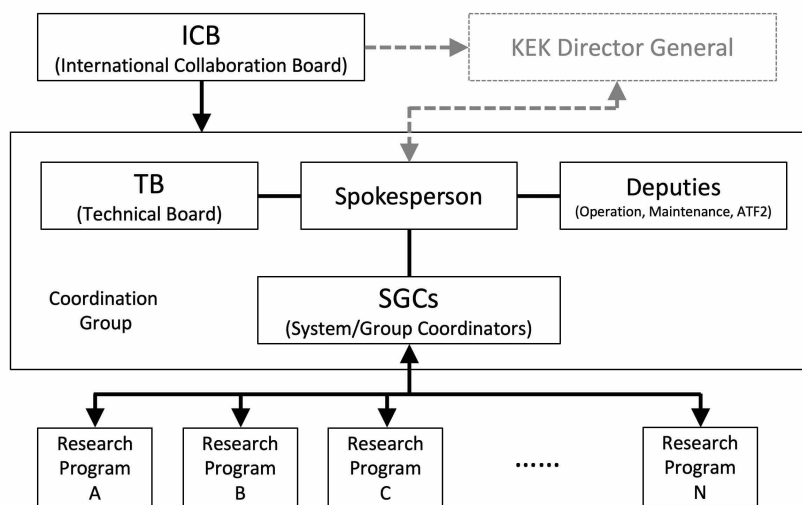 ICB
(International Collaboration Board)
KEK Director General
TB
(Technical Board)
Spokesperson
Deputies
(Operation, Maintenance, ATF2)
Coordination
Group
SGCs
(System/Group Coordinators)
Research
Program
A
Research
Program
B
Research
Program
C
……
Research
Program
N